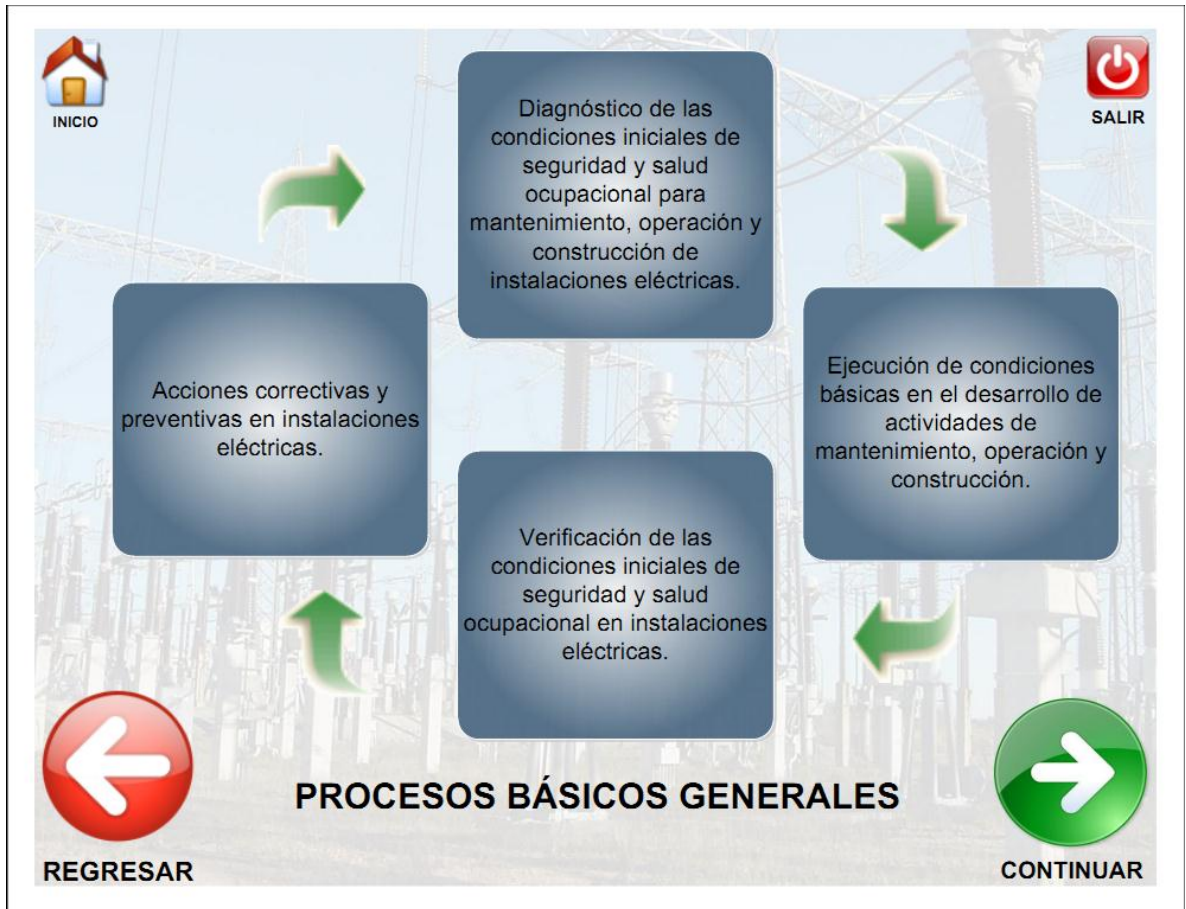 INICIO
SALIR
Diagnóstico de las
condiciones iniciales de
seguridad y salud
ocupacional para
mantenimiento, operación y
construcción de
instalaciones eléctricas.
Ejecución de condiciones
básicas en el desarrollo de
actividades de
mantenimiento, operación y
construcción.
Verificación de las
condiciones iniciales de
seguridad y salud
ocupacional en instalaciones
eléctricas.
Acciones correctivas y
preventivas en instalaciones
eléctricas.
PROCESOS BÁSICOS GENERALES
REGRESAR
CONTINUAR